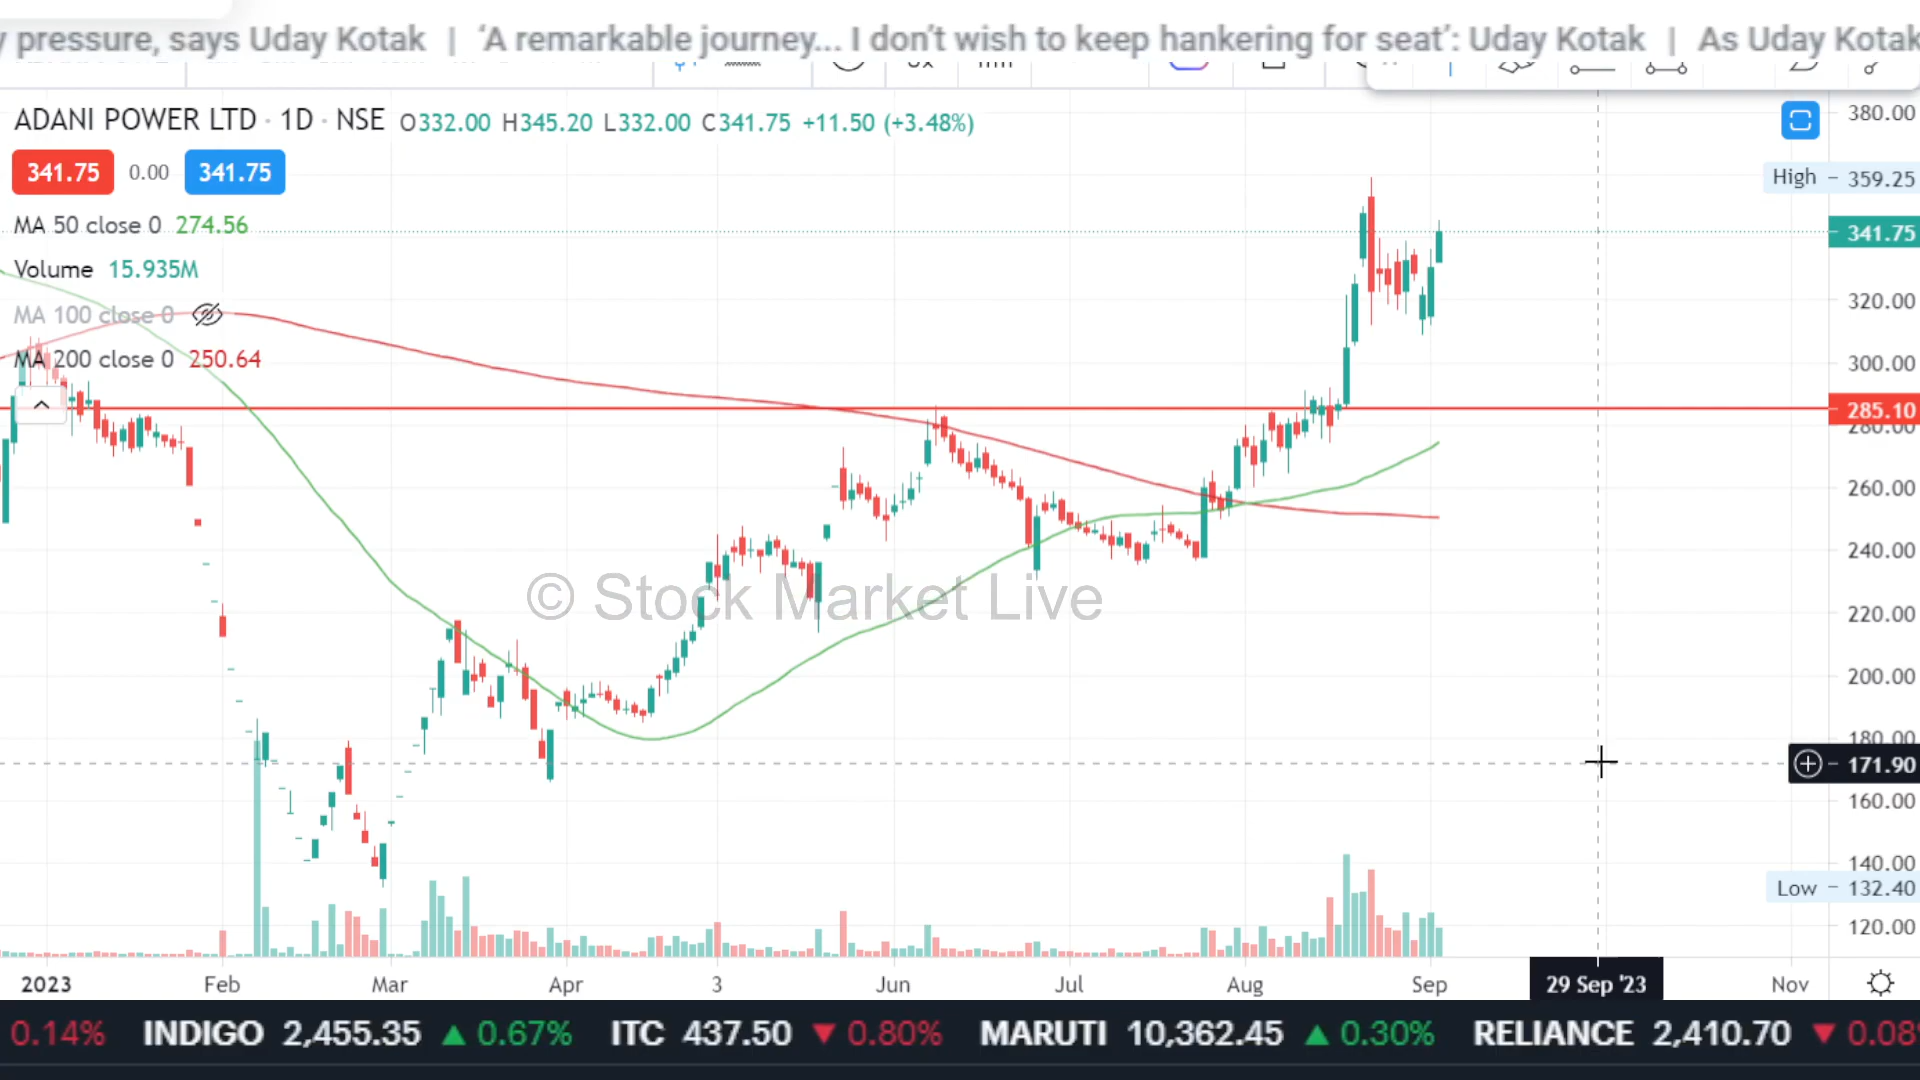 pressure, says Uday Kotak | ‘A remarkable journey... I don’t wish to keep hankering for seat’: Uday Kotak | As Uday Kotak
ADANI POWER LTD · 1D · NSE O332.00 H345.20 L332.00 C341.75 +11.50 (+3.48%)
341.75 0.00 341.75
MA 50 close 0 274.56
Volume 15.935M
MA 100 close 0
MA 200 close 0 250.64
380.00
High 359.25
341.75
320.00
300.00
285.10
280.00
260.00
240.00
220.00
200.00
180.00
171.90
160.00
140.00
Low 132.40
120.00
© Stock Market Live
2023 Feb Mar Apr 3 Jun Jul Aug Sep 29 Sep '23 Nov
0.14% INDIGO 2,455.35 ▲ 0.67% ITC 437.50 ▼ 0.80% MARUTI 10,362.45 ▲ 0.30% RELIANCE 2,410.70 ▼ 0.08